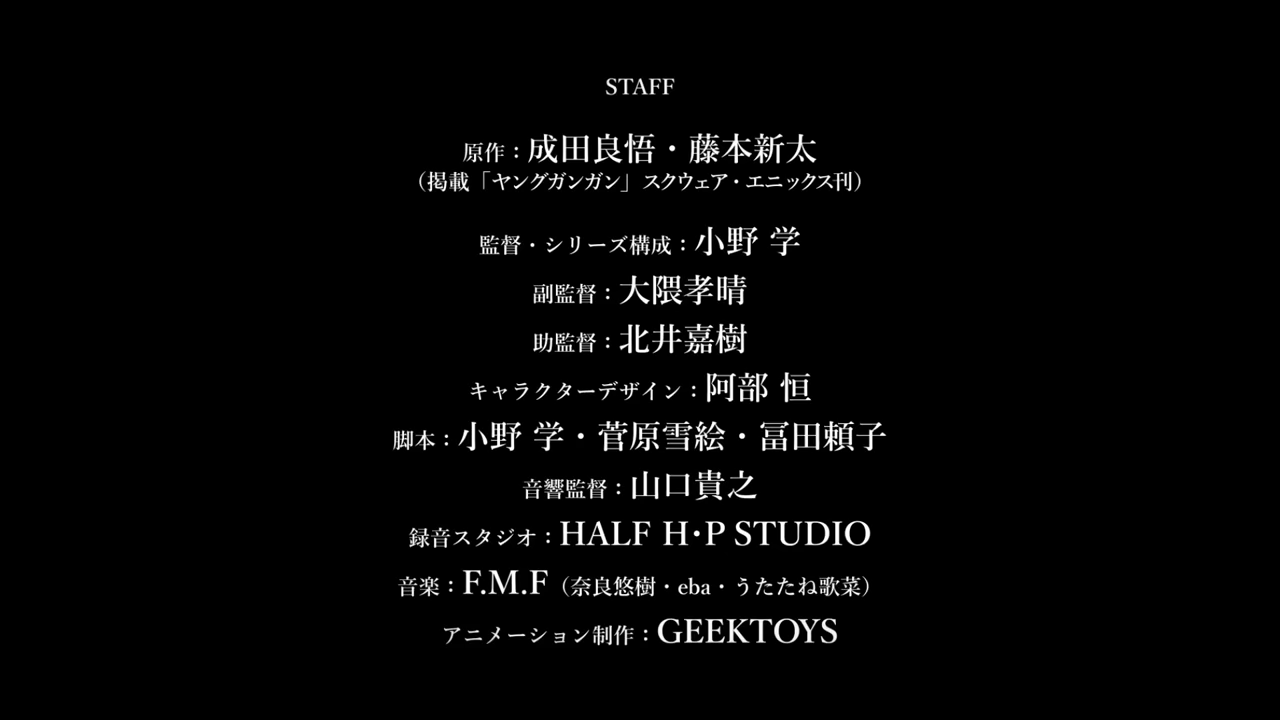 STAFF
原作：成田良悟・藤本新太
（掲載「ヤングガンガン」スクウェア・エニックス刊）
監督・シリーズ構成：小野 学
副監督：大隈孝晴
助監督：北井嘉樹
キャラクターデザイン：阿部 恒
脚本：小野 学・菅原雪絵・冨田頼子
音響監督：山口貴之
録音スタジオ：HALF H･P STUDIO
音楽：F.M.F（奈良悠樹・eba・うたたね歌菜）
アニメーション制作：GEEKTOYS